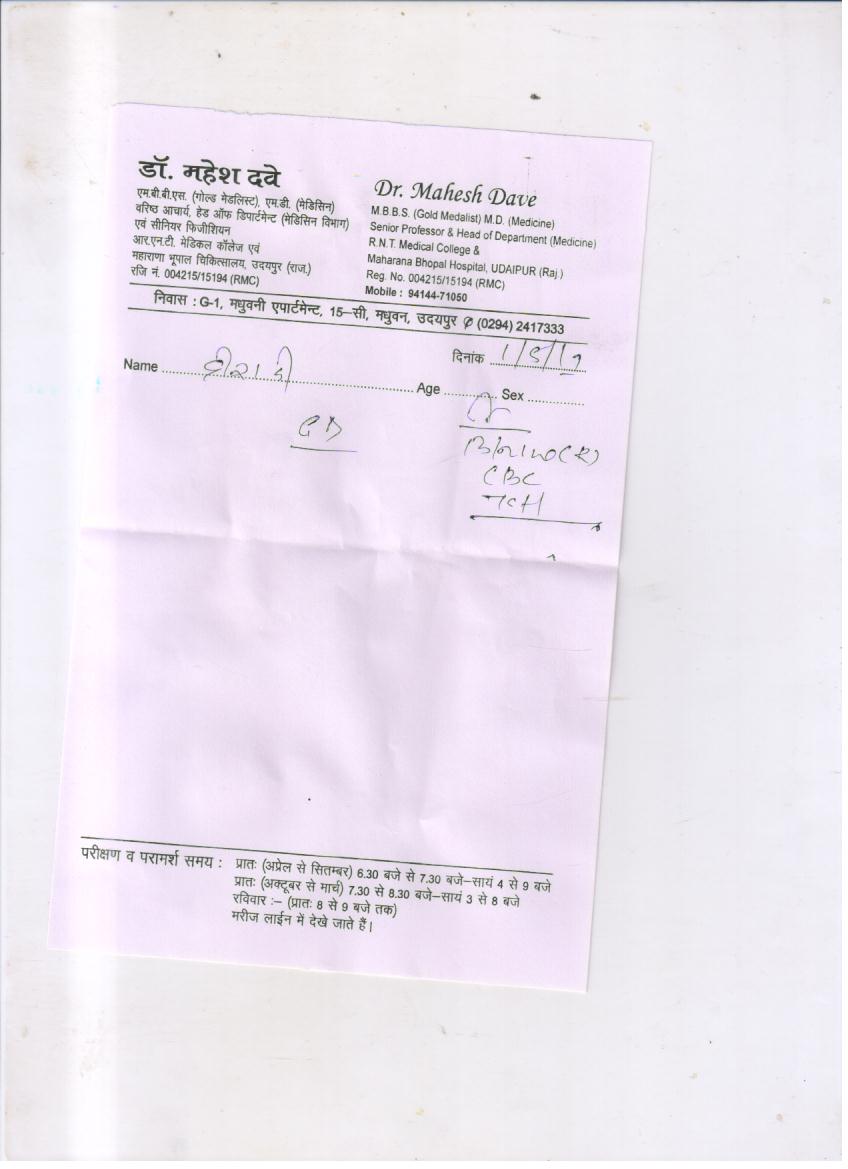 डॉ. महेश दवे
एम.बी.बी.एस. (गोल्ड मेडलिस्ट), एम.डी. (मेडिसिन)
वरिष्ठ आचार्य, हेड ऑफ डिपार्टमेन्ट (मेडिसिन विभाग)
एवं सीनियर फिजीशियन
आर.एन.टी. मेडिकल कॉलेज एवं
महाराणा भूपाल चिकित्सालय, उदयपुर (राज.)
रजि नं. 004215/15194 (RMC)
Dr. Mahesh Dave
M.B.B.S. (Gold Medalist) M.D. (Medicine)
Senior Professor & Head of Department (Medicine)
R.N.T. Medical College &
Maharana Bhopal Hospital, UDAIPUR (Raj.)
Reg. No. 004215/15194 (RMC)
Mobile : 94144-71050
निवास : G-1, मधुवनी एपार्टमेन्ट, 15–सी, मधुवन, उदयपुर ✆ (0294) 2417333
दिनांक
Name Age Sex
CBC
परीक्षण व परामर्श समय : प्रातः (अप्रेल से सितम्बर) 6.30 बजे से 7.30 बजे–सायं 4 से 9 बजे
प्रातः (अक्टूबर से मार्च) 7.30 से 8.30 बजे–सायं 3 से 8 बजे
रविवार :– (प्रातः 8 से 9 बजे तक)
मरीज लाईन में देखे जाते हैं।